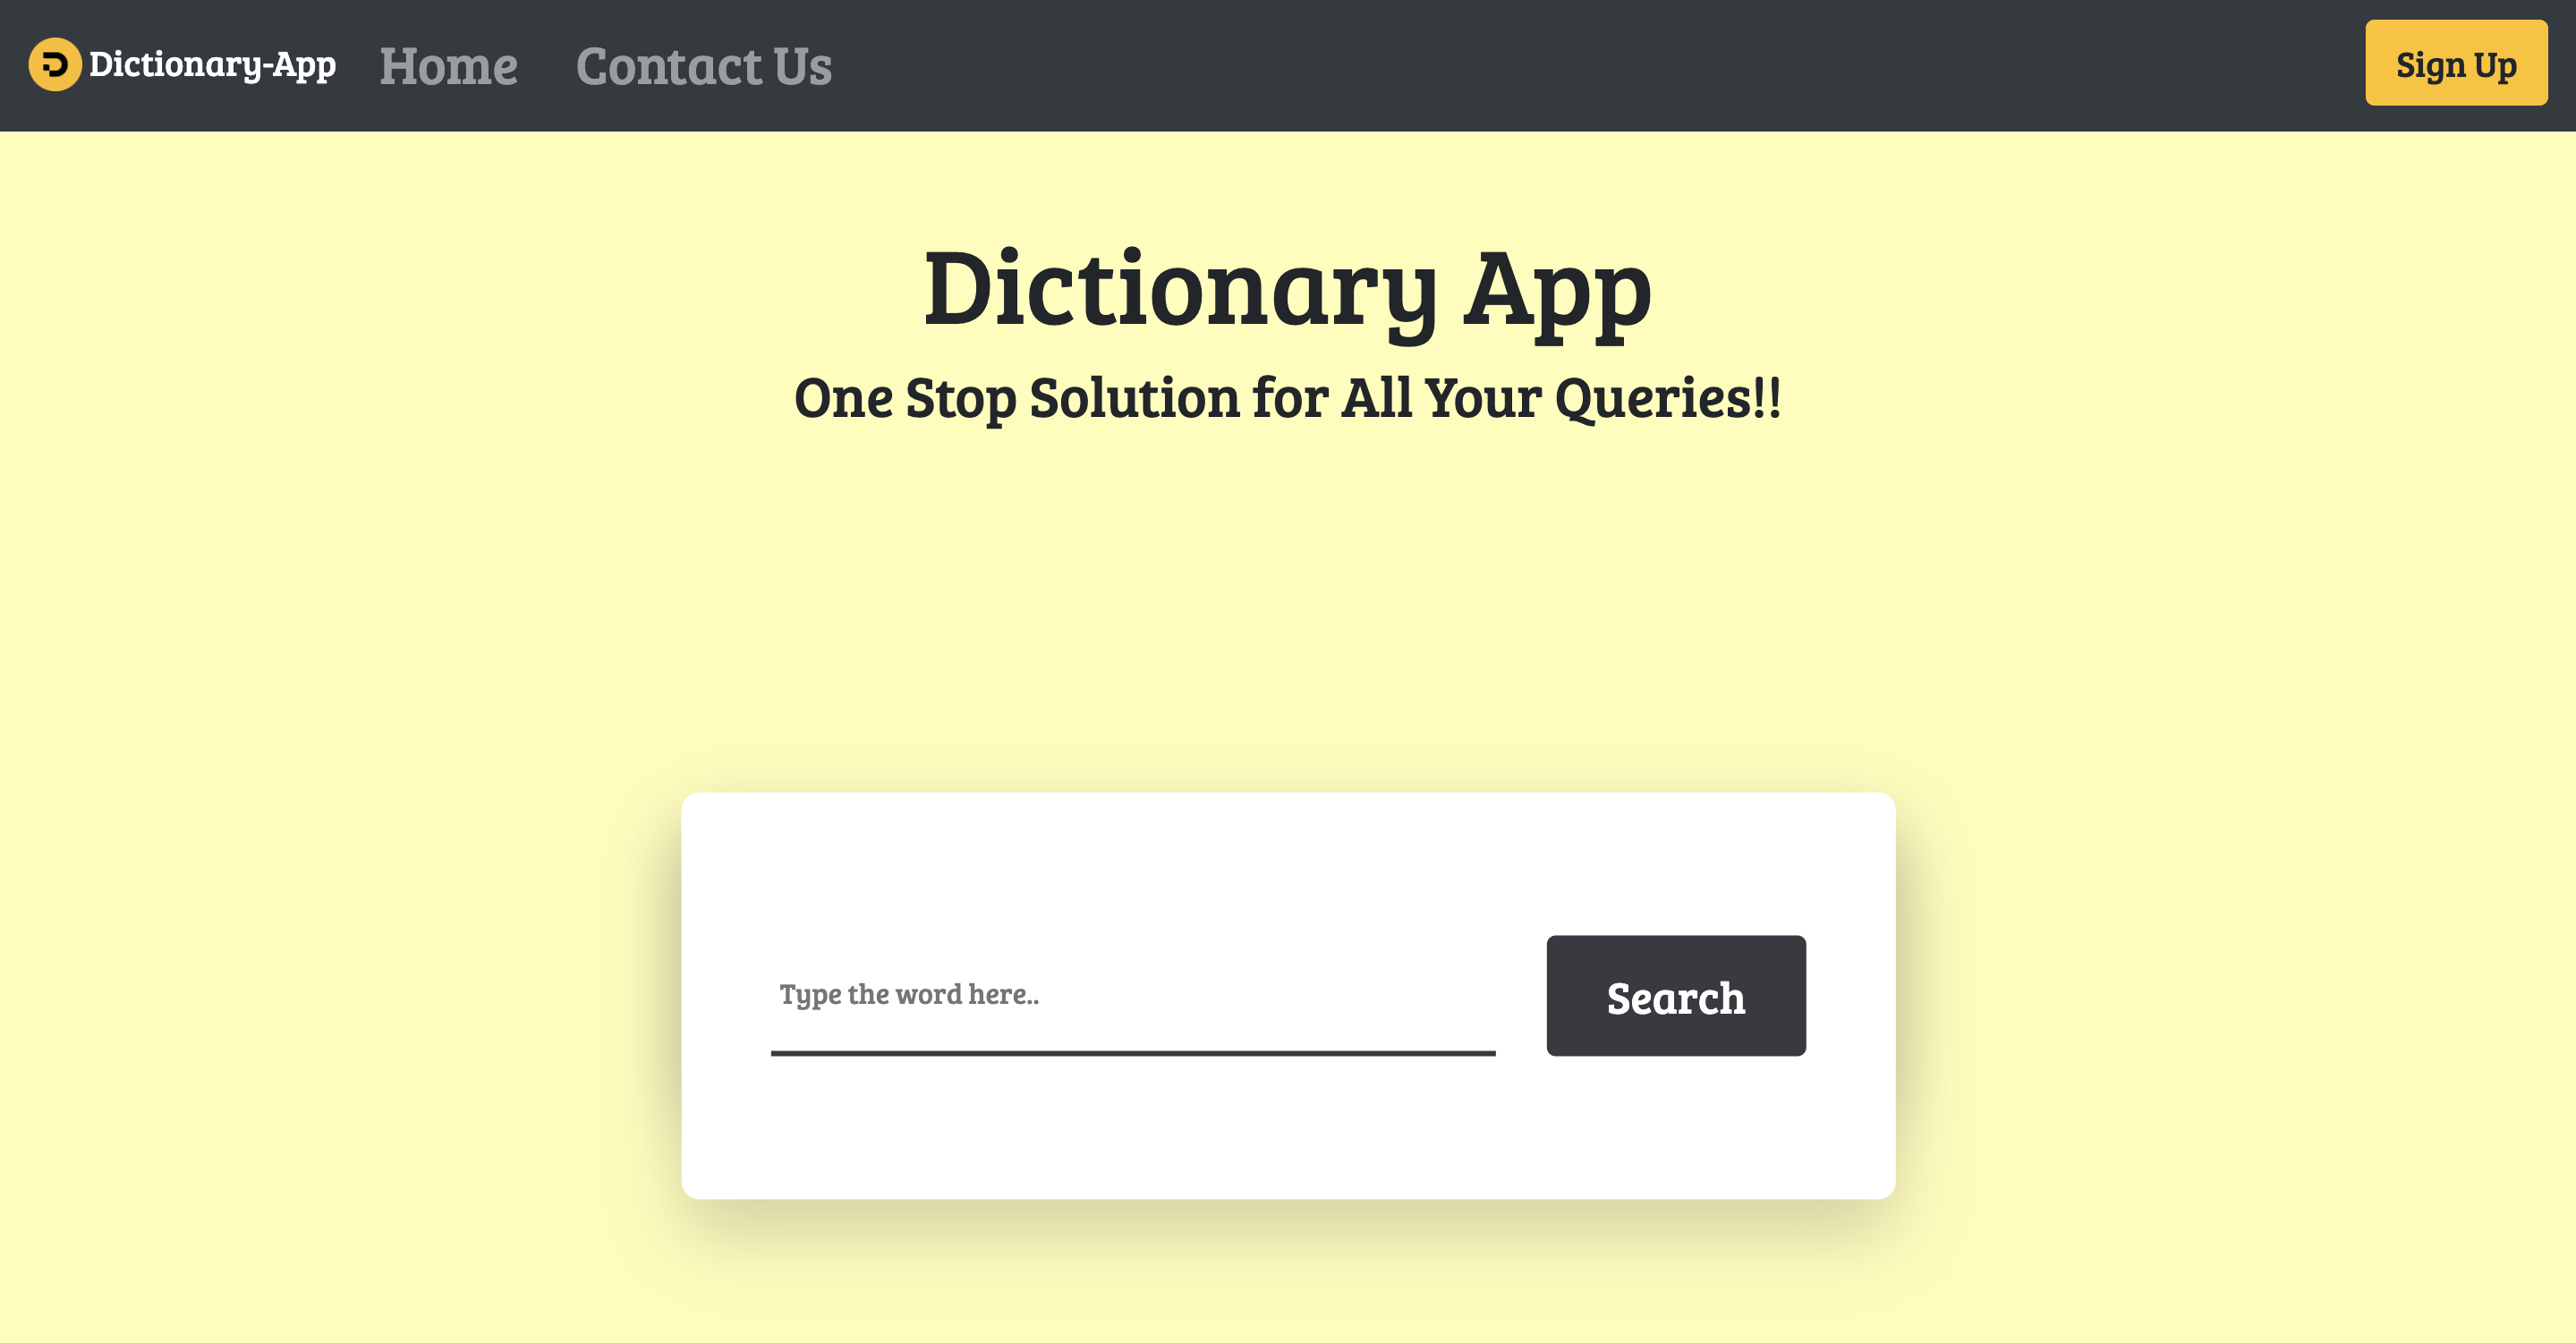 Dictionary-App Home Contact Us Sign Up
Dictionary App
One Stop Solution for All Your Queries!!
Type the word here..
Search